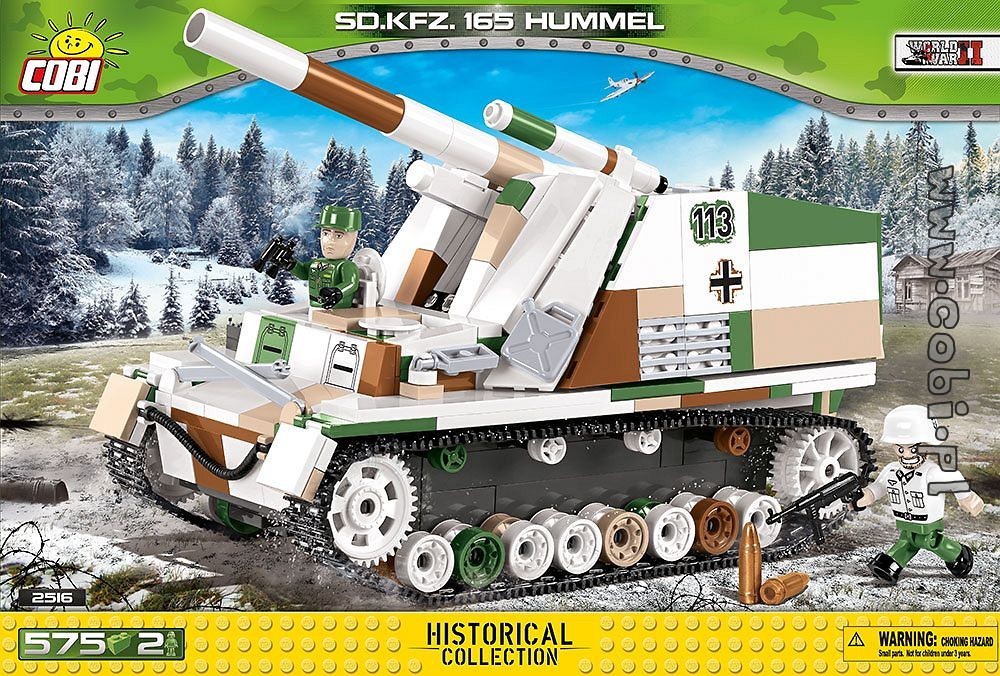 SD.KFZ. 165 HUMMEL
COBI
WORLD WAR II
113
www.cobi.pl
2516
575 2
HISTORICAL
COLLECTION
WARNING: CHOKING HAZARD
Small parts. Not for children under 3 years.